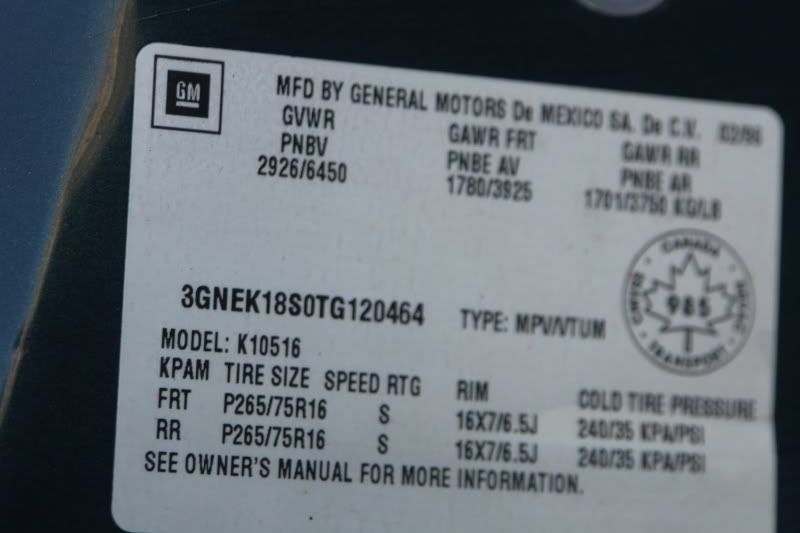 GM
MFD BY GENERAL MOTORS De MEXICO SA. De C.V. 02/96
GVWR GAWR FRT GAWR RR
PNBV PNBE AV PNBE AR
2926/6450 1780/3925 1701/3750 KG/LB
CANADA
985
TRANSPORT
3GNEK18S0TG120464 TYPE: MPV/VTUM
MODEL: K10516
KPAM TIRE SIZE SPEED RTG RIM COLD TIRE PRESSURE
FRT P265/75R16 S 16X7/6.5J 240/35 KPA/PSI
RR P265/75R16 S 16X7/6.5J 240/35 KPA/PSI
SEE OWNER'S MANUAL FOR MORE INFORMATION.